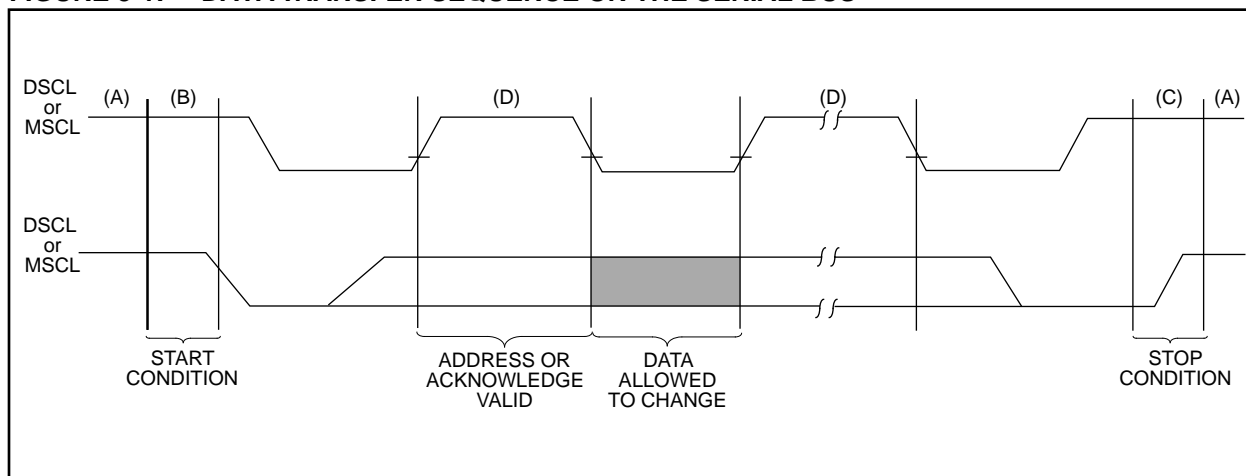 FIGURE 3-1: DATA TRANSFER SEQUENCE ON THE SERIAL BUS
DSCL
or
MSCL
(A)
(B)
(D)
(D)
(C)
(A)
DSCL
or
MSCL
START
CONDITION
ADDRESS OR
ACKNOWLEDGE
VALID
DATA
ALLOWED
TO CHANGE
STOP
CONDITION